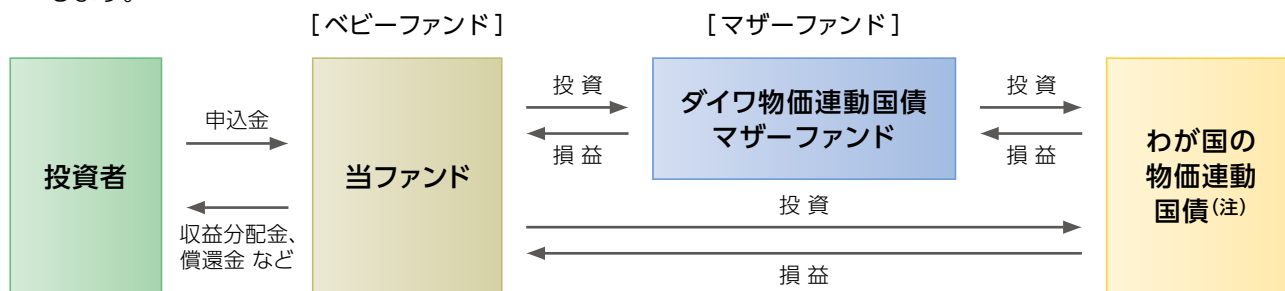 します。
[ベビーファンド]
[マザーファンド]
投資者
申込金
収益分配金、
償還金 など
当ファンド
投 資
損 益
ダイワ物価連動国債
マザーファンド
投 資
損 益
投 資
損 益
わが国の
物価連動
国債(注)